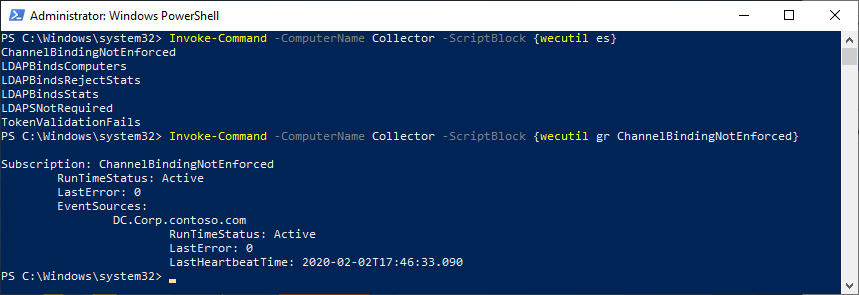 Administrator: Windows PowerShell
PS C:\Windows\system32> Invoke-Command -ComputerName Collector -ScriptBlock {wecutil es}
ChannelBindingNotEnforced
LDAPBindsComputers
LDAPBindsRejectStats
LDAPBindsStats
LDAPSNotRequired
TokenValidationFails
PS C:\Windows\system32> Invoke-Command -ComputerName Collector -ScriptBlock {wecutil gr ChannelBindingNotEnforced}
Subscription: ChannelBindingNotEnforced
RunTimeStatus: Active
LastError: 0
EventSources:
DC.Corp.contoso.com
RunTimeStatus: Active
LastError: 0
LastHeartbeatTime: 2020-02-02T17:46:33.090
PS C:\Windows\system32>